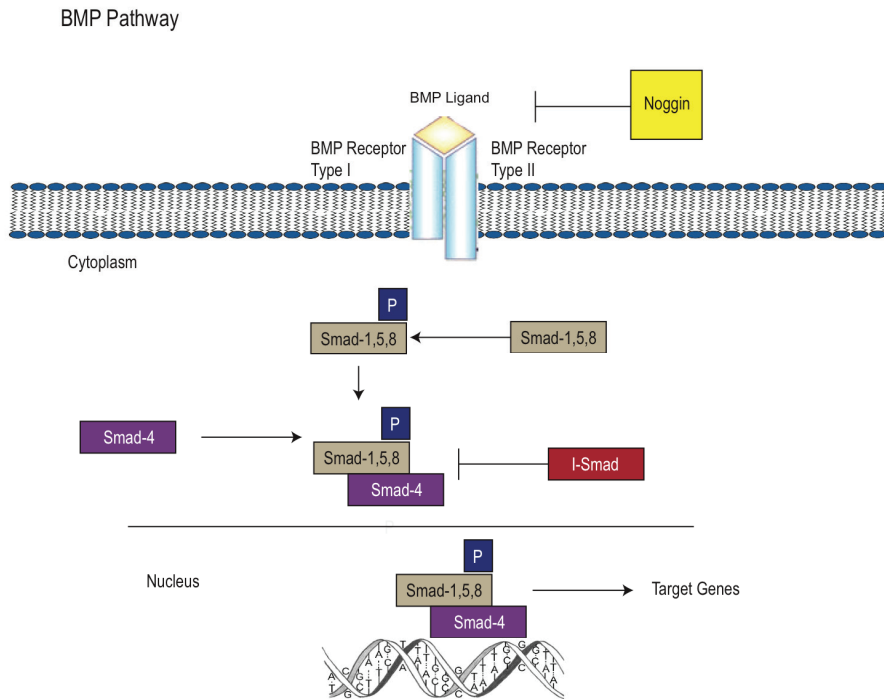 BMP Pathway
BMP Ligand
Noggin
BMP Receptor
Type I
BMP Receptor
Type II
Cytoplasm
P
Smad-1,5,8
Smad-1,5,8
P
Smad-4
Smad-1,5,8
I-Smad
Smad-4
P
Nucleus
Smad-1,5,8
Target Genes
Smad-4